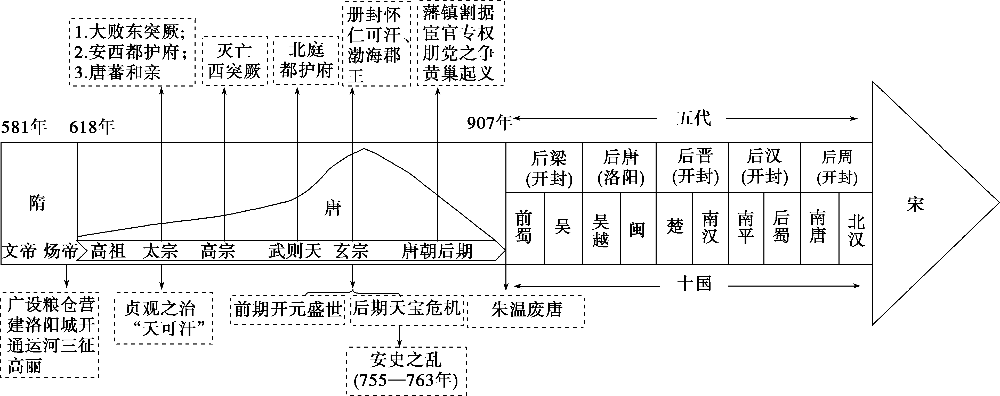 1.大败东突厥；
2.安西都护府；
3.唐蕃和亲
灭亡
西突厥
北庭
都护府
册封怀
仁可汗、
渤海郡
王
藩镇割据
宦官专权
朋党之争
黄巢起义
581年
618年
907年
五代
隋
唐
文帝 炀帝
高祖
太宗
高宗
武则天
玄宗
唐朝后期
后梁
(开封)
后唐
(洛阳)
后晋
(开封)
后汉
(开封)
后周
(开封)
前蜀
吴
吴越
闽
楚
南汉
南平
后蜀
南唐
北汉
宋
十国
广设粮仓营
建洛阳城开
通运河三征
高丽
贞观之治
“天可汗”
前期开元盛世
后期天宝危机
朱温废唐
安史之乱
(755—763年)